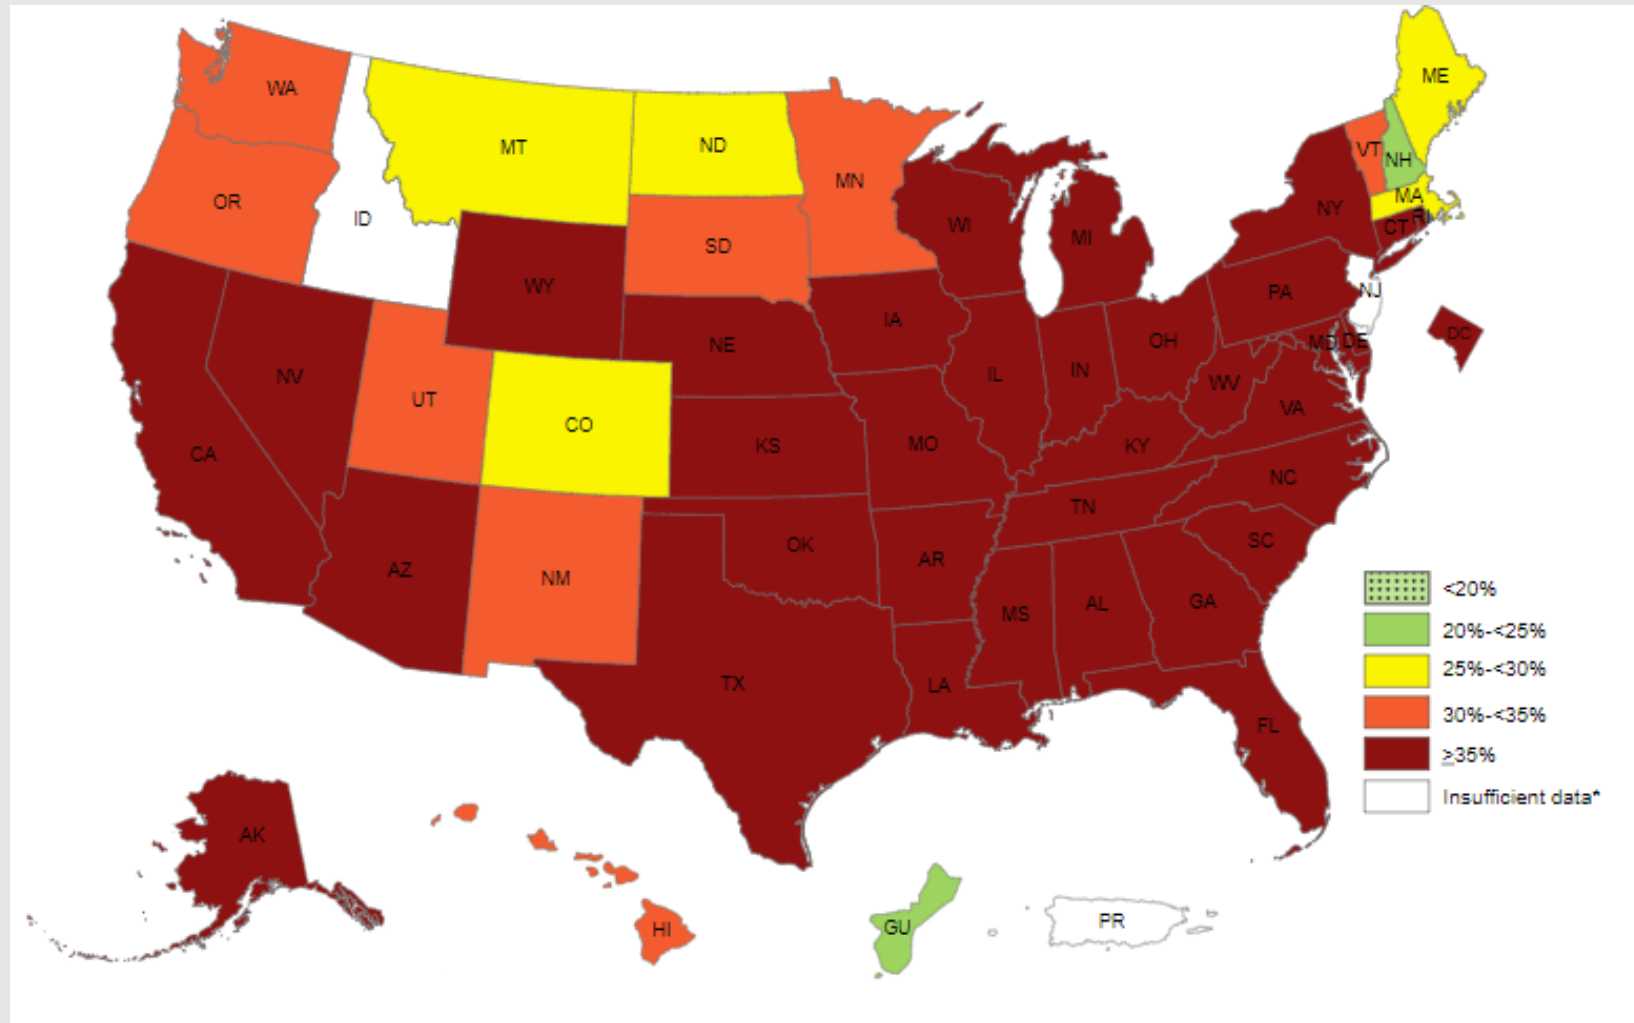 ME
WA
MT
ND
VT
NH
MN
MA
OR
NY
RI
ID
WI
CT
MI
SD
WY
PA
NJ
IA
DC
NE
OH
MD
DE
NV
IL
IN
WV
UT
VA
CO
KS
MO
KY
CA
NC
TN
OK
SC
AR
AZ
NM
<20%
MS
AL
GA
20%-<25%
25%-<30%
TX
LA
30%-<35%
FL
≥35%
Insufficient data*
AK
HI
GU
PR